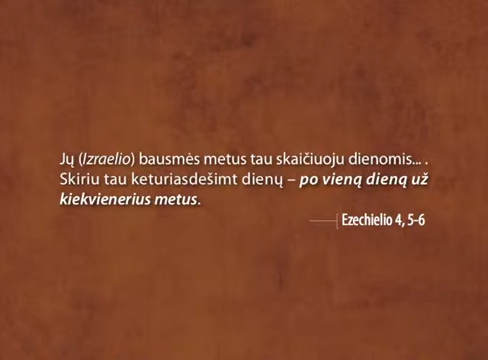 Jų (Izraelio) bausmės metus tau skaičiuoju dienomis... .
Skiriu tau keturiasdešimt dienų – po vieną dieną už
kiekvienerius metus.
Ezechielio 4, 5-6